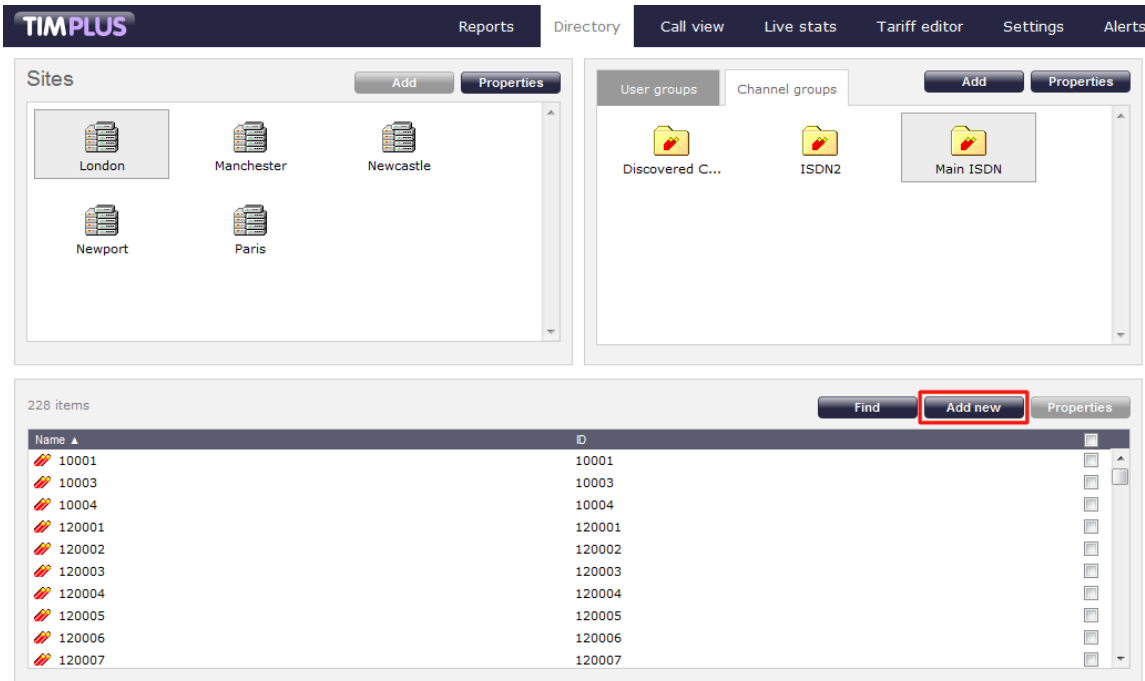 TIMPLUS Reports Directory Call view Live stats Tariff editor Settings Alerts
Sites Add Properties
London Manchester Newcastle
Newport Paris
User groups Channel groups Add Properties
Discovered C... ISDN2 Main ISDN
228 items Find Add new Properties
Name ▲ ID
10001 10001
10003 10003
10004 10004
120001 120001
120002 120002
120003 120003
120004 120004
120005 120005
120006 120006
120007 120007